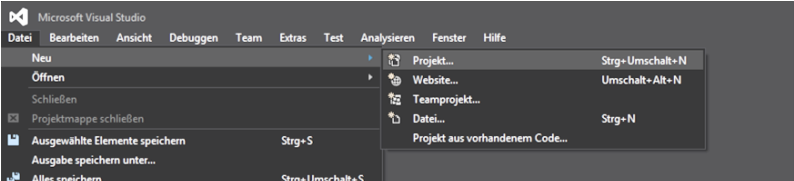 Microsoft Visual Studio
Datei Bearbeiten Ansicht Debuggen Team Extras Test Analysieren Fenster Hilfe
Neu
Projekt... Strg+Umschalt+N
Öffnen
Website... Umschalt+Alt+N
Schließen
Teamprojekt...
Projektmappe schließen
Datei... Strg+N
Ausgewählte Elemente speichern Strg+S
Projekt aus vorhandenem Code...
Ausgabe speichern unter...
Alles speichern Strg+Umschalt+S